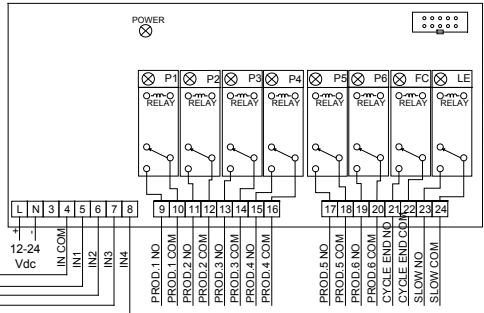 POWER
P1 P2 P3 P4 P5 P6 FC LE
RELAY RELAY RELAY RELAY RELAY RELAY RELAY RELAY
L N 3 4 5 6 7 8 9 10 11 12 13 14 15 16 17 18 19 20 21 22 23 24
+ -
12-24
Vdc
IN COM
IN1
IN2
IN3
IN4
PROD.1 NO
PROD.1 COM
PROD.2 NO
PROD.2 COM
PROD.3 NO
PROD.3 COM
PROD.4 NO
PROD.4 COM
PROD.5 NO
PROD.5 COM
PROD.6 NO
PROD.6 COM
CYCLE END NO
CYCLE END COM
SLOW NO
SLOW COM